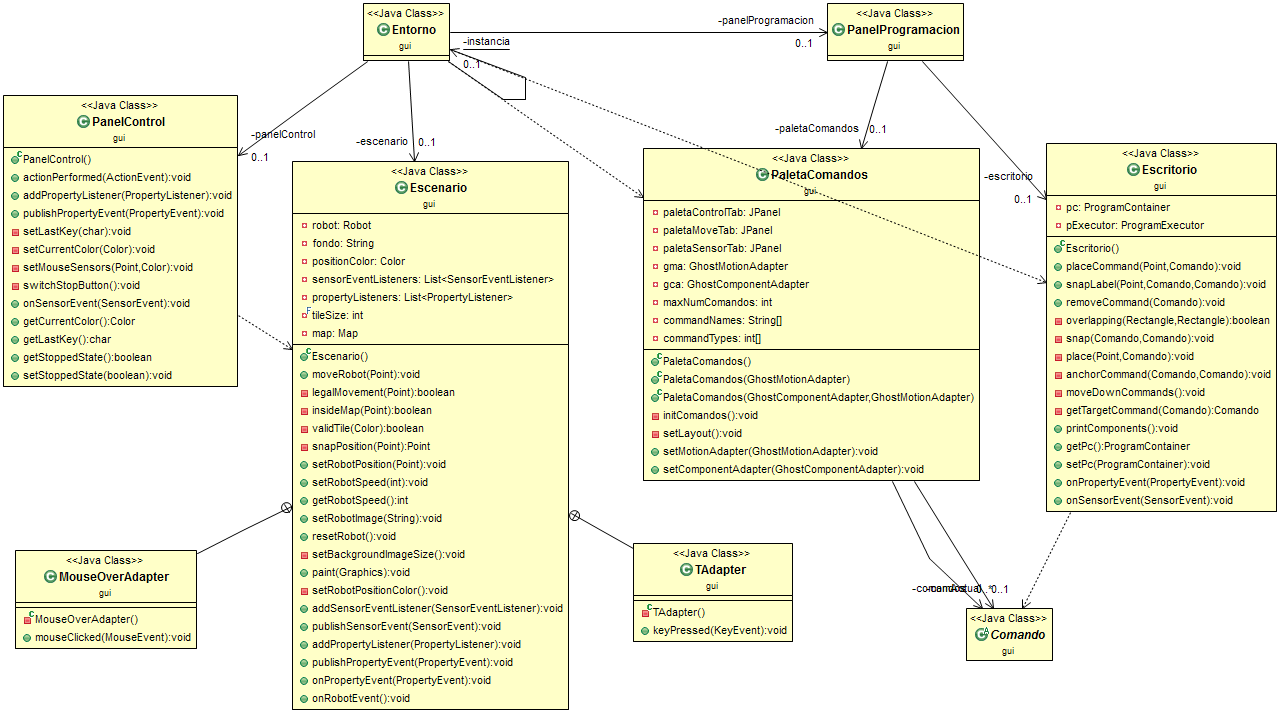 <<Java Class>>
Entorno
gui
-panelProgramacion
0..1
<<Java Class>>
PanelProgramacion
gui
-instancia
0..1
-panelControl
0..1
-escenario
0..1
-paletaComandos
0..1
-escritorio
0..1
<<Java Class>>
PanelControl
gui
PanelControl()
actionPerformed(ActionEvent):void
addPropertyListener(PropertyListener):void
publishPropertyEvent(PropertyEvent):void
setLastKey(char):void
setCurrentColor(Color):void
setMouseSensors(Point,Color):void
switchStopButton():void
onSensorEvent(SensorEvent):void
getCurrentColor():Color
getLastKey():char
getStoppedState():boolean
setStoppedState(boolean):void
<<Java Class>>
Escenario
gui
robot: Robot
fondo: String
positionColor: Color
sensorEventListeners: List<SensorEventListener>
propertyListeners: List<PropertyListener>
tileSize: int
map: Map
Escenario()
moveRobot(Point):void
legalMovement(Point):boolean
insideMap(Point):boolean
validTile(Color):boolean
snapPosition(Point):Point
setRobotPosition(Point):void
setRobotSpeed(int):void
getRobotSpeed():int
setRobotImage(String):void
resetRobot():void
setBackgroundImageSize():void
paint(Graphics):void
setRobotPositionColor():void
addSensorEventListener(SensorEventListener):void
publishSensorEvent(SensorEvent):void
addPropertyListener(PropertyListener):void
publishPropertyEvent(PropertyEvent):void
onPropertyEvent(PropertyEvent):void
onRobotEvent():void
<<Java Class>>
PaletaComandos
gui
paletaControlTab: JPanel
paletaMoveTab: JPanel
paletaSensorTab: JPanel
gma: GhostMotionAdapter
gca: GhostComponentAdapter
maxNumComandos: int
commandNames: String[]
commandTypes: int[]
PaletaComandos()
PaletaComandos(GhostMotionAdapter)
PaletaComandos(GhostComponentAdapter,GhostMotionAdapter)
initComandos():void
setLayout():void
setMotionAdapter(GhostMotionAdapter):void
setComponentAdapter(GhostComponentAdapter):void
<<Java Class>>
Escritorio
gui
pc: ProgramContainer
pExecutor: ProgramExecutor
Escritorio()
placeCommand(Point,Comando):void
snapLabel(Point,Comando,Comando):void
removeCommand(Comando):void
overlapping(Rectangle,Rectangle):boolean
snap(Comando,Comando):void
place(Point,Comando):void
anchorCommand(Comando,Comando):void
moveDownCommands():void
getTargetCommand(Comando):Comando
printComponents():void
getPc():ProgramContainer
setPc(ProgramContainer):void
onPropertyEvent(PropertyEvent):void
onSensorEvent(SensorEvent):void
<<Java Class>>
MouseOverAdapter
gui
MouseOverAdapter()
mouseClicked(MouseEvent):void
<<Java Class>>
TAdapter
gui
TAdapter()
keyPressed(KeyEvent):void
0..1
<<Java Class>>
Comando
gui